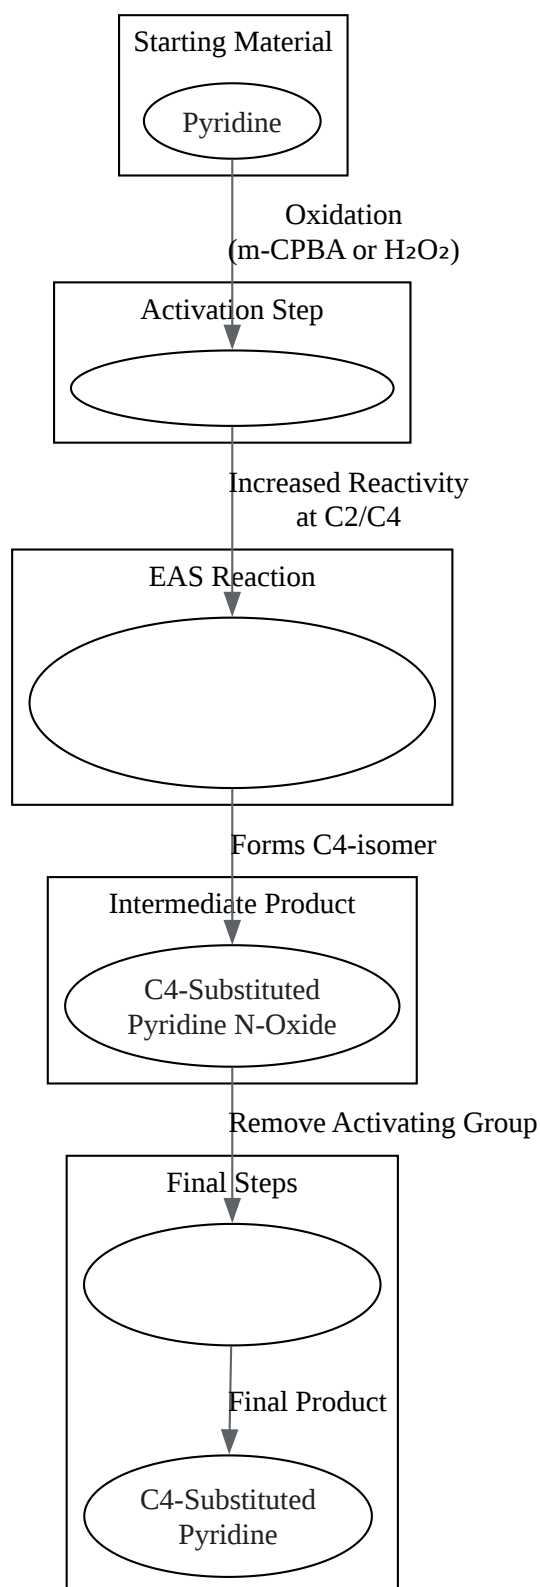 Starting Material
Pyridine
Oxidation
(m-CPBA or H₂O₂)
Activation Step
Increased Reactivity
at C2/C4
EAS Reaction
Forms C4-isomer
Intermediate Product
C4-Substituted
Pyridine N-Oxide
Remove Activating Group
Final Steps
Final Product
C4-Substituted
Pyridine